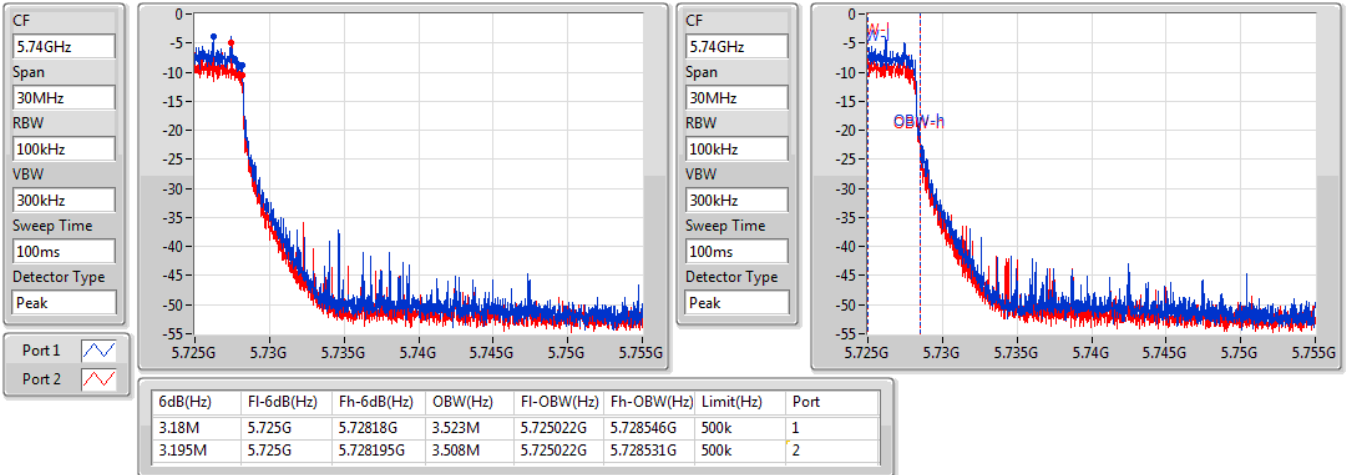 CF
5.74GHz
Span
30MHz
RBW
100kHz
VBW
300kHz
Sweep Time
100ms
Detector Type
Peak
0
-5
-10
-15
-20
-25
-30
-35
-40
-45
-50
-55
5.725G 5.73G 5.735G 5.74G 5.745G 5.75G 5.755G
CF
5.74GHz
Span
30MHz
RBW
100kHz
VBW
300kHz
Sweep Time
100ms
Detector Type
Peak
0
-5
-10
-15
-20
-25
-30
-35
-40
-45
-50
-55
W-l
OBW-h
5.725G 5.73G 5.735G 5.74G 5.745G 5.75G 5.755G
Port 1
Port 2
6dB(Hz) Fl-6dB(Hz) Fh-6dB(Hz) OBW(Hz) Fl-OBW(Hz) Fh-OBW(Hz) Limit(Hz) Port
3.18M 5.725G 5.72818G 3.523M 5.725022G 5.728546G 500k 1
3.195M 5.725G 5.728195G 3.508M 5.725022G 5.728531G 500k 2